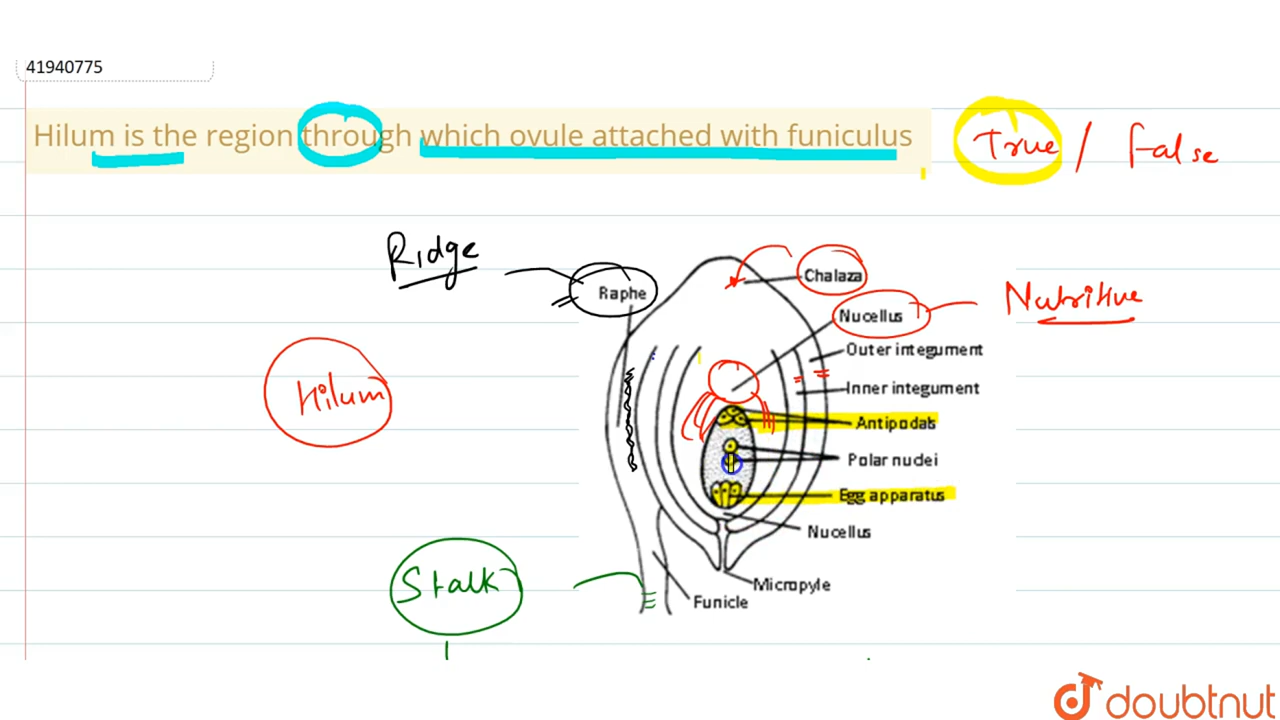 41940775
Hilum is the region through which ovule attached with funiculus
True / False
Ridge
Chalaza
Raphe
Nucellus
Nutritive
Outer integument
Hilum
Inner integument
Antipodals
Polar nuclei
Egg apparatus
Nucellus
Stalk
Micropyle
Funicle
doubtnut